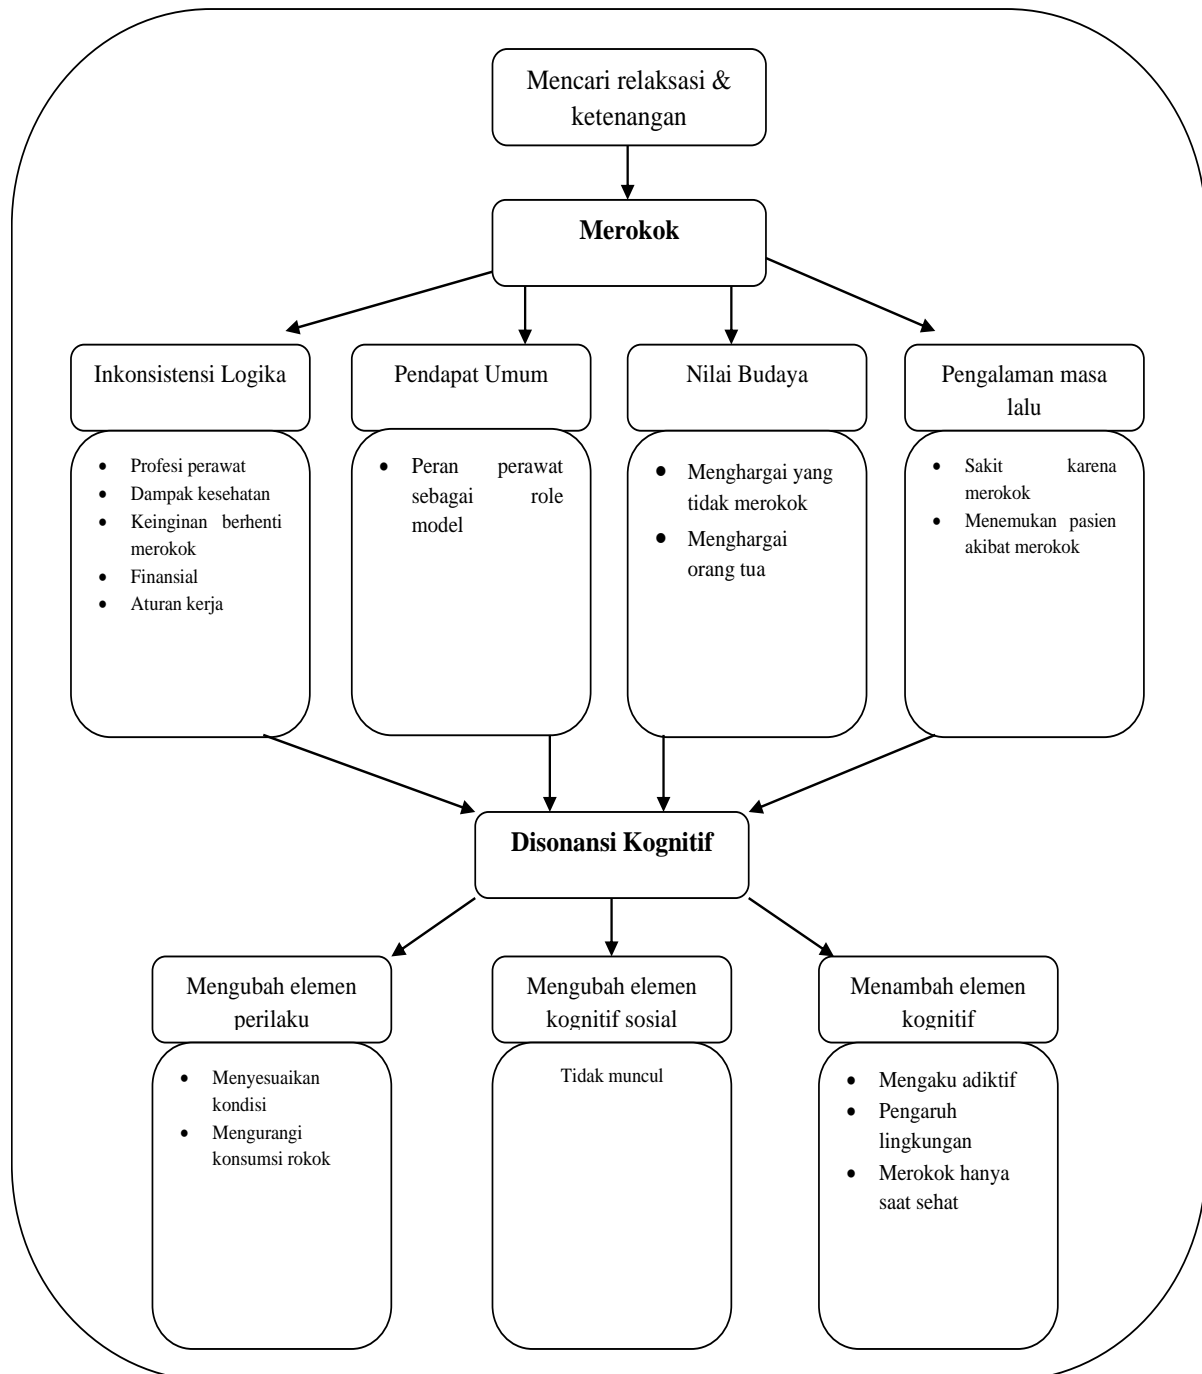 Mencari relaksasi &
ketenangan
Merokok
Inkonsistensi Logika
• Profesi perawat
• Dampak kesehatan
• Keinginan berhenti
merokok
• Finansial
• Aturan kerja
Pendapat Umum
• Peran perawat
sebagai role
model
Nilai Budaya
• Menghargai yang
tidak merokok
• Menghargai
orang tua
Pengalaman masa
lalu
• Sakit karena
merokok
• Menemukan pasien
akibat merokok
Disonansi Kognitif
Mengubah elemen
perilaku
• Menyesuaikan
kondisi
• Mengurangi
konsumsi rokok
Mengubah elemen
kognitif sosial
Tidak muncul
Menambah elemen
kognitif
• Mengaku adiktif
• Pengaruh
lingkungan
• Merokok hanya
saat sehat